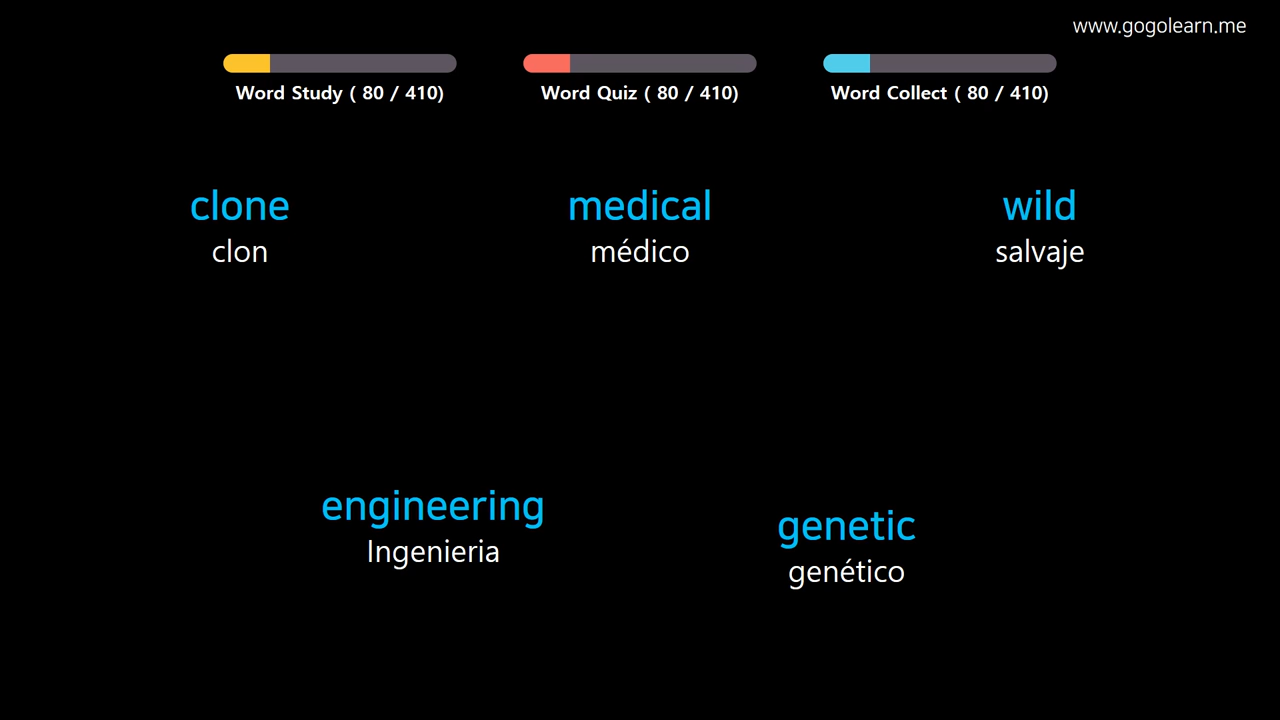 www.gogolearn.me
Word Study ( 80 / 410)
Word Quiz ( 80 / 410)
Word Collect ( 80 / 410)
clone
clon
medical
médico
wild
salvaje
engineering
Ingenieria
genetic
genético